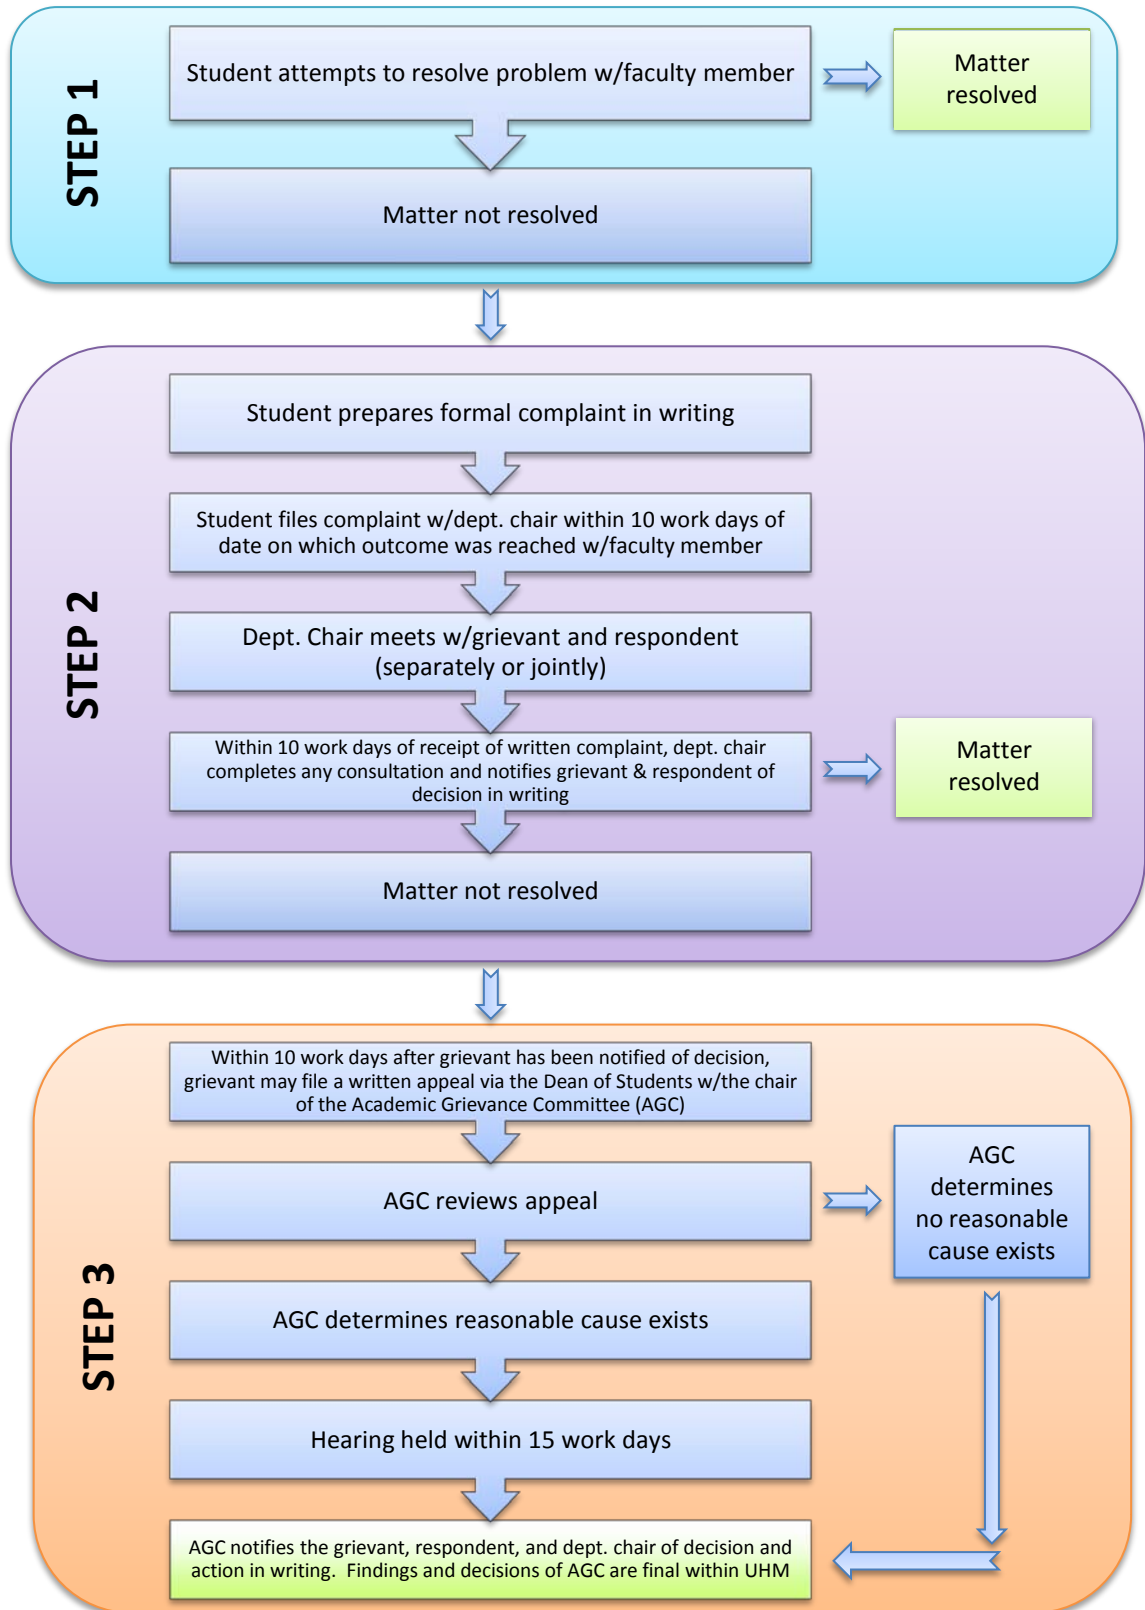 STEP 1
Student attempts to resolve problem w/faculty member
Matter
resolved
Matter not resolved
STEP 2
Student prepares formal complaint in writing
Student files complaint w/dept. chair within 10 work days of
date on which outcome was reached w/faculty member
Dept. Chair meets w/grievant and respondent
(separately or jointly)
Within 10 work days of receipt of written complaint, dept. chair
completes any consultation and notifies grievant & respondent of
decision in writing
Matter
resolved
Matter not resolved
STEP 3
Within 10 work days after grievant has been notified of decision,
grievant may file a written appeal via the Dean of Students w/the chair
of the Academic Grievance Committee (AGC)
AGC reviews appeal
AGC
determines
no reasonable
cause exists
AGC determines reasonable cause exists
Hearing held within 15 work days
AGC notifies the grievant, respondent, and dept. chair of decision and
action in writing.  Findings and decisions of AGC are final within UHM